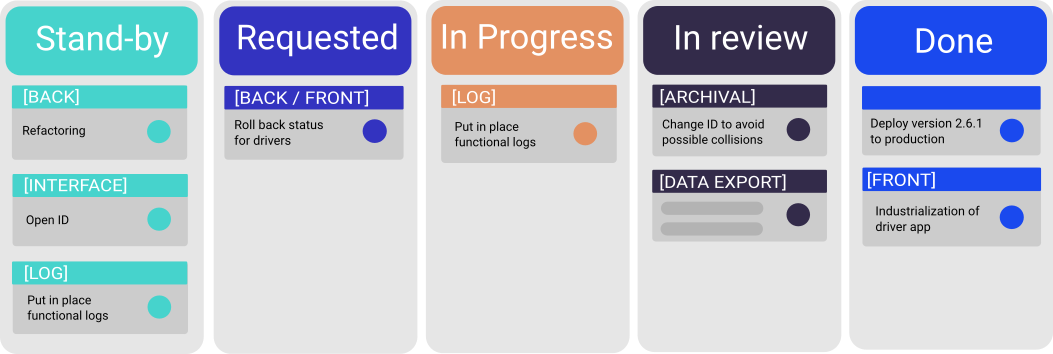 Stand-by
[BACK]
Refactoring
[INTERFACE]
Open ID
[LOG]
Put in place
functional logs
Requested
[BACK / FRONT]
Roll back status
for drivers
In Progress
[LOG]
Put in place
functional logs
In review
[ARCHIVAL]
Change ID to avoid
possible collisions
[DATA EXPORT]
Done
Deploy version 2.6.1
to production
[FRONT]
Industrialization of
driver app